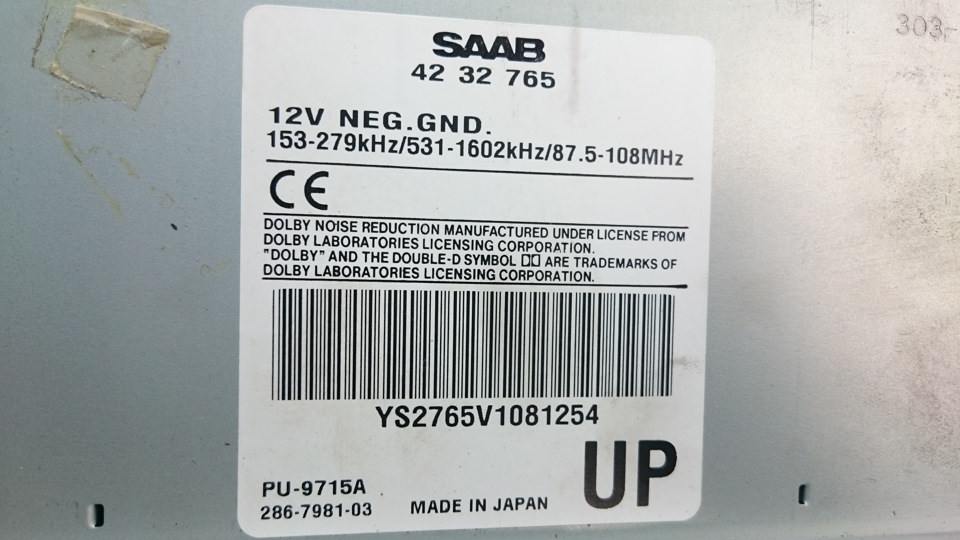 303-
SAAB
42 32 765
12V NEG.GND.
153-279kHz/531-1602kHz/87.5-108MHz
CE
DOLBY NOISE REDUCTION MANUFACTURED UNDER LICENSE FROM
DOLBY LABORATORIES LICENSING CORPORATION.
"DOLBY" AND THE DOUBLE-D SYMBOL ARE TRADEMARKS OF
DOLBY LABORATORIES LICENSING CORPORATION.
YS2765V1081254
UP
PU-9715A
286-7981-03
MADE IN JAPAN